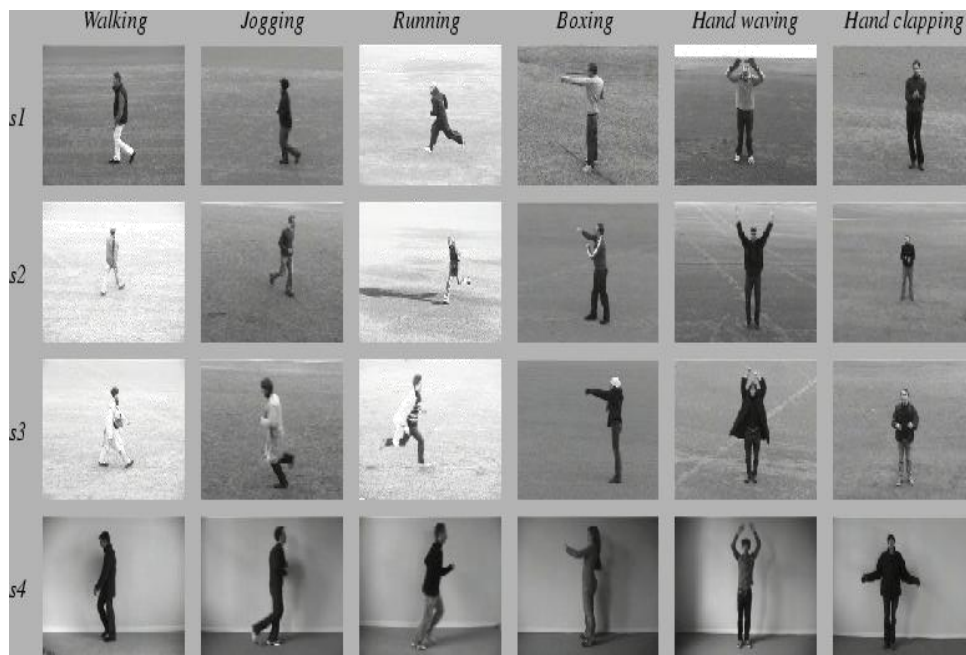 Walking Jogging Running Boxing Hand waving Hand clapping
s1
s2
s3
s4